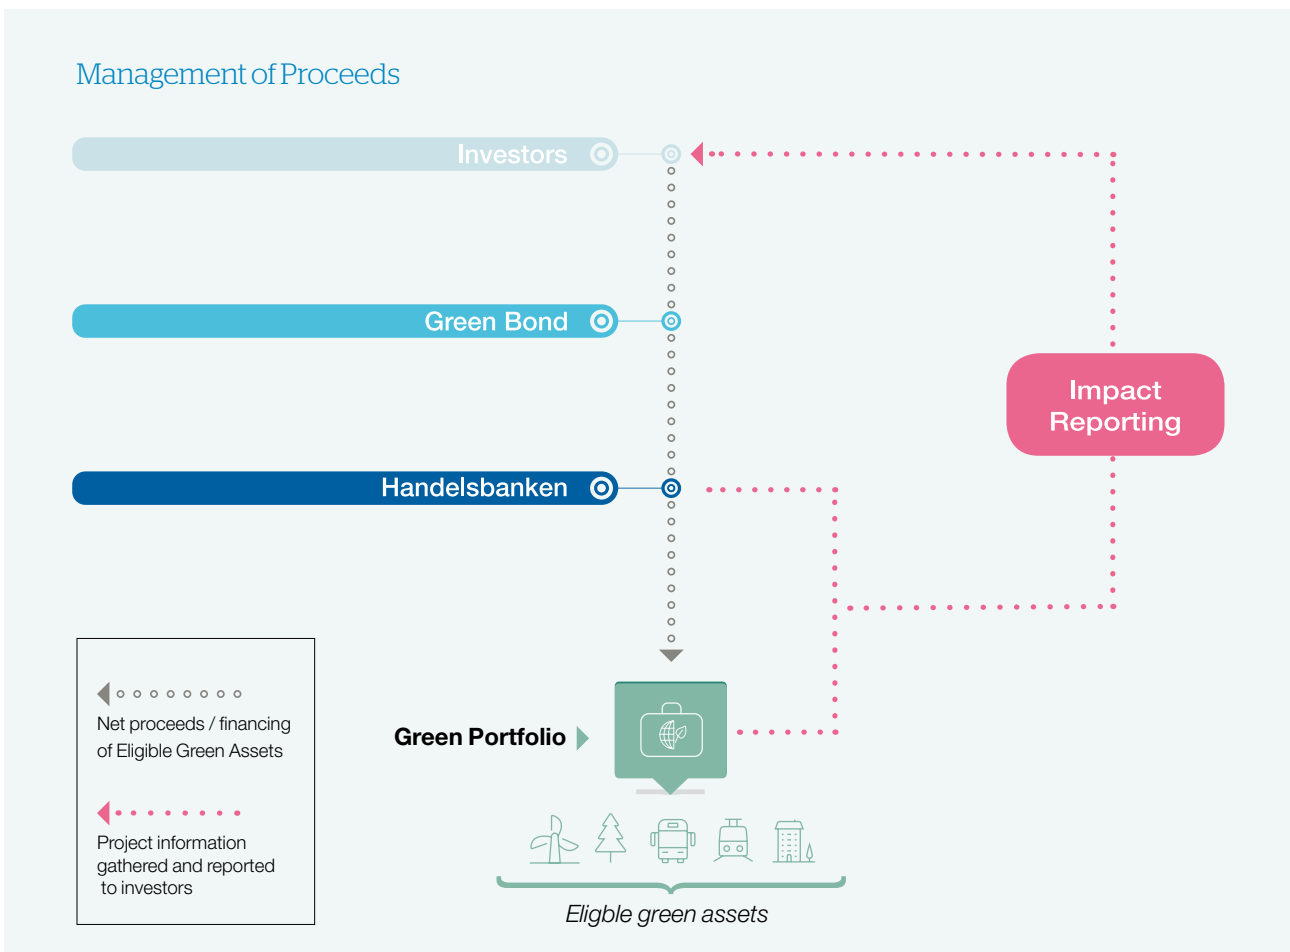 Management of Proceeds
Investors
Green Bond
Impact
Reporting
Handelsbanken
Net proceeds / financing
of Eligible Green Assets
Project information
gathered and reported
to investors
Green Portfolio
Eligble green assets